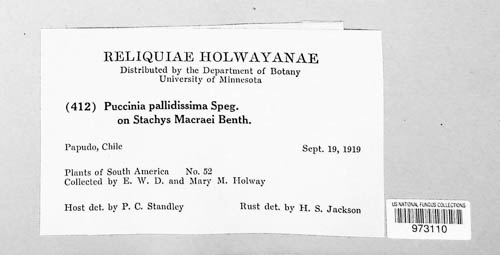 RELIQUIAE HOLWAYANAE
Distributed by the Department of Botany
University of Minnesota
(412) Puccinia pallidissima Speg.
on Stachys Macraei Benth.
Papudo, Chile Sept. 19, 1919
Plants of South America No. 52
Collected by E. W. D. and Mary M. Holway
Host det. by P. C. Standley Rust det. by H. S. Jackson
US NATIONAL FUNGUS COLLECTIONS
973110